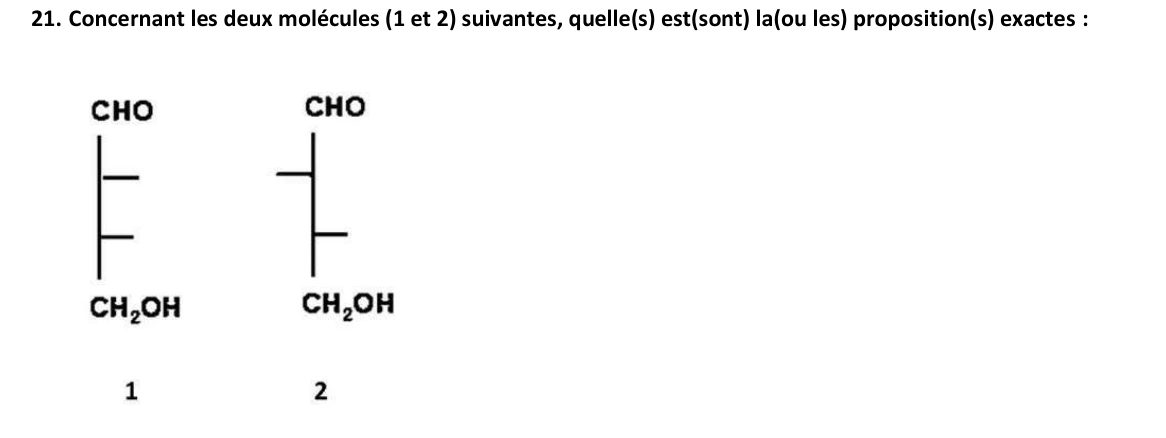 21. Concernant les deux molécules (1 et 2) suivantes, quelle(s) est(sont) la(ou les) proposition(s) exactes :
CHO CHO
CH₂OH CH₂OH
1 2